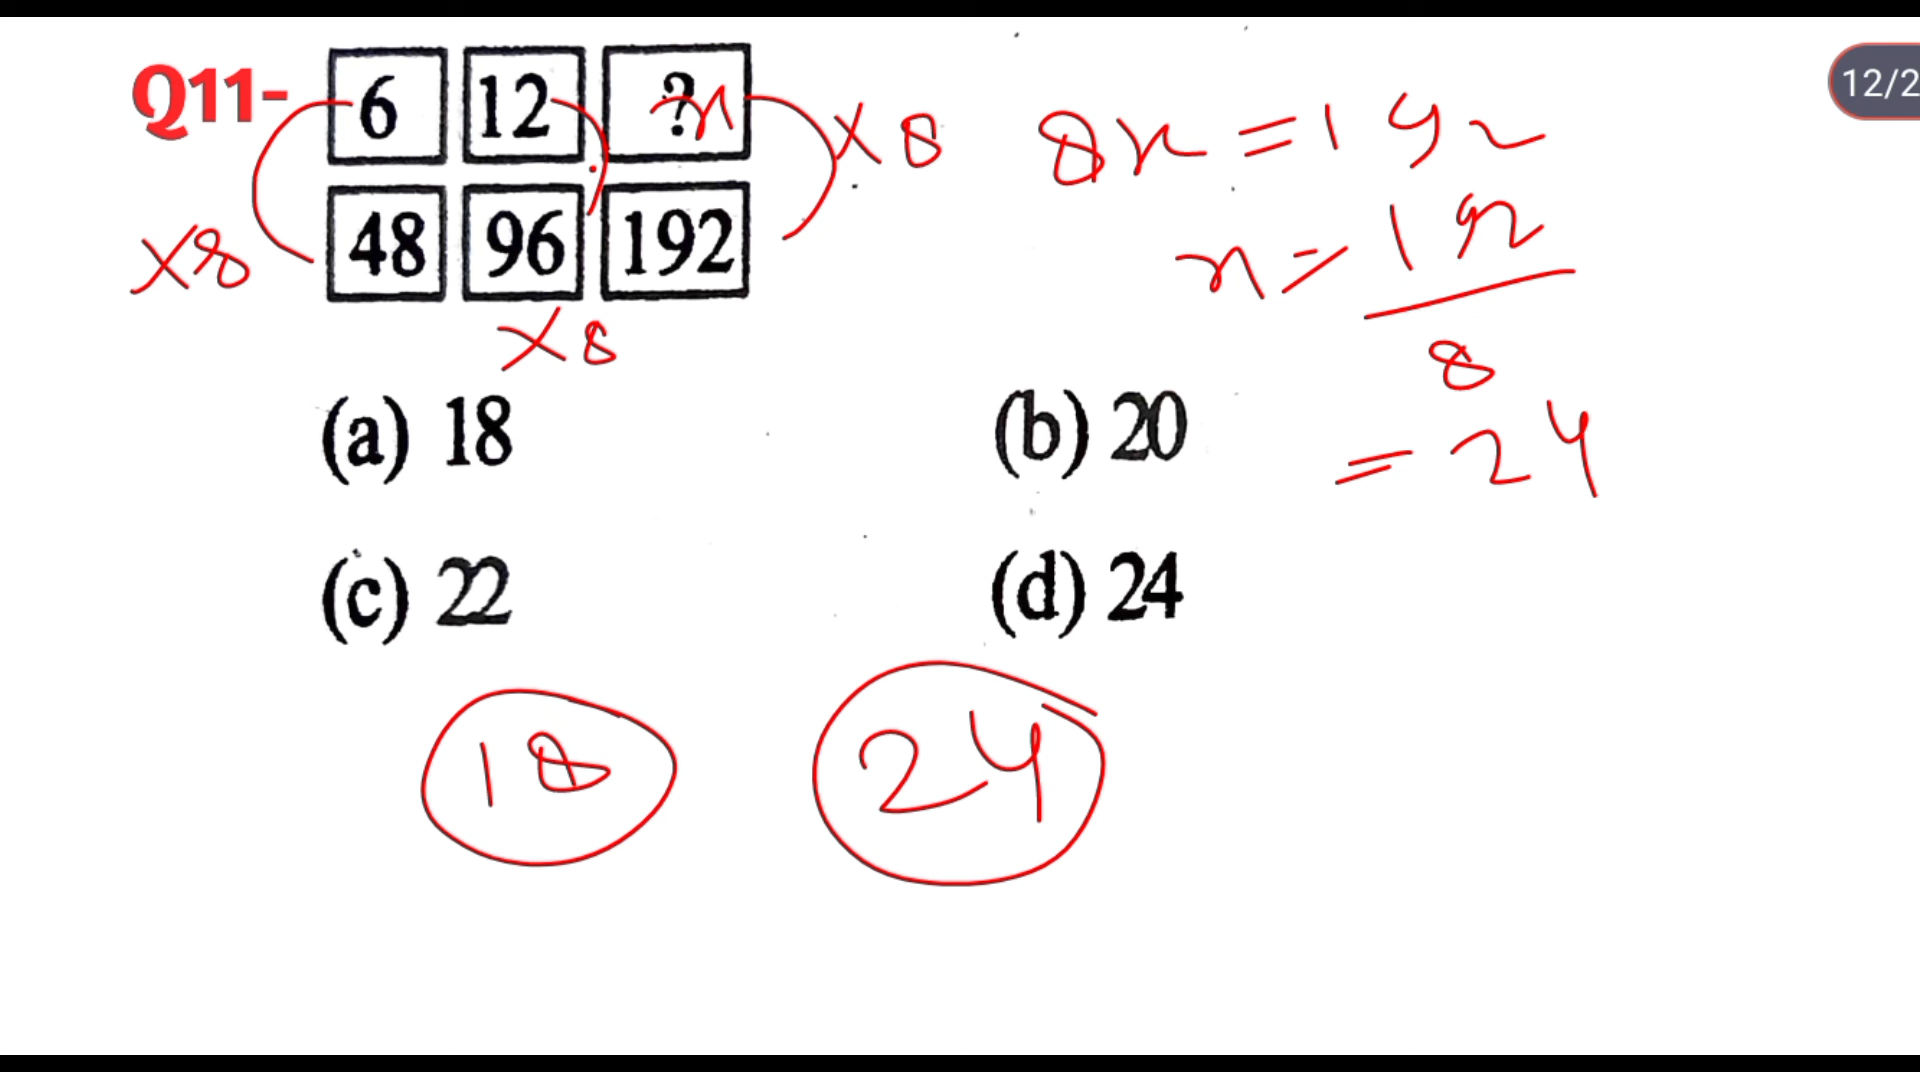 Q11- 6 12 ? x ×8 8x = 192
48 96 192
×8
×8
x = 192
8
= 24
(a) 18 (b) 20
(c) 22 (d) 24
18 24
12/2